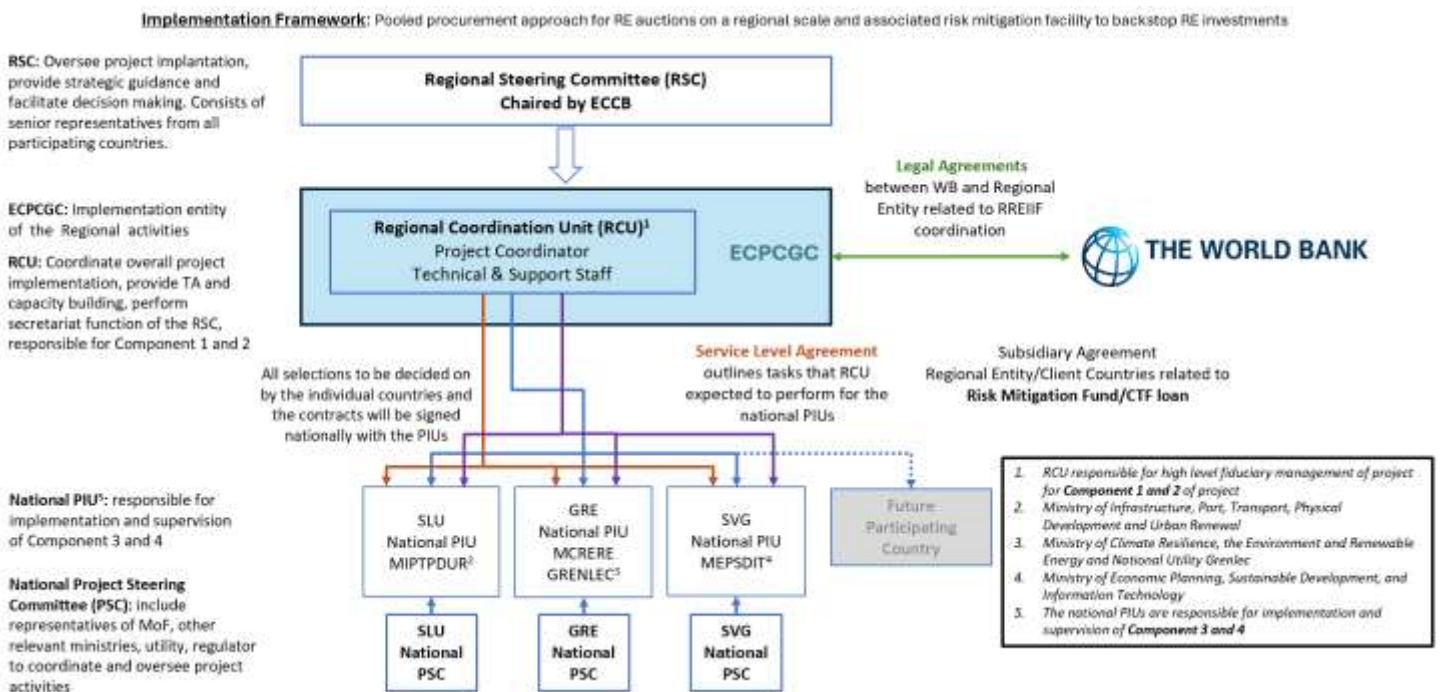 Implementation Framework: Pooled procurement approach for RE auctions on a regional scale and associated risk mitigation facility to backstop RE investments
RSC: Oversee project implantation,
provide strategic guidance and
facilitate decision making. Consists of
senior representatives from all
participating countries.
Regional Steering Committee (RSC)
Chaired by ECCB
ECPCGC: Implementation entity
of the Regional activities
RCU: Coordinate overall project
implementation, provide TA and
capacity building, perform
secretariat function of the RSC,
responsible for Component 1 and 2
Regional Coordination Unit (RCU)¹
Project Coordinator
Technical & Support Staff
ECPCGC
Legal Agreements
between WB and Regional
Entity related to RREIIF
coordination
THE WORLD BANK
All selections to be decided on
by the individual countries and
the contracts will be signed
nationally with the PIUs
Service Level Agreement
outlines tasks that RCU
expected to perform for the
national PIUs
Subsidiary Agreement
Regional Entity/Client Countries related to
Risk Mitigation Fund/CTF loan
National PIU⁵: responsible for
implementation and supervision
of Component 3 and 4
SLU
National PIU
MIPTPDUR²
GRE
National PIU
MCRERE
GRENLEC³
SVG
National PIU
MEPSDIT⁴
Future
Participating
Country
1. RCU responsible for high level fiduciary management of project
for Component 1 and 2 of project
2. Ministry of Infrastructure, Port, Transport, Physical
Development and Urban Renewal
3. Ministry of Climate Resilience, the Environment and Renewable
Energy and National Utility Grenlec
4. Ministry of Economic Planning, Sustainable Development, and
Information Technology
5. The national PIUs are responsible for implementation and
supervision of Component 3 and 4
National Project Steering
Committee (PSC): include
representatives of MoF, other
relevant ministries, utility, regulator
to coordinate and oversee project
activities
SLU
National
PSC
GRE
National
PSC
SVG
National
PSC